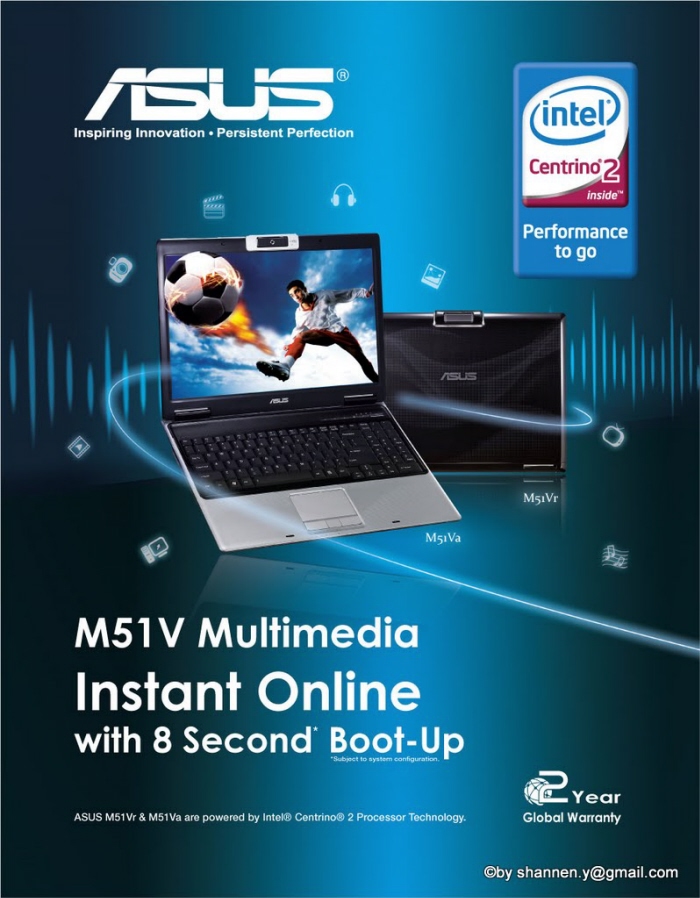 ASUS®
Inspiring Innovation • Persistent Perfection
intel®
Centrino® 2
inside™
Performance
to go
ASUS
ASUS
M51Vr
M51Va
M51V Multimedia
Instant Online
with 8 Second* Boot-Up
*Subject to system configuration.
2 Year
Global Warranty
ASUS M51Vr & M51Va are powered by Intel® Centrino® 2 Processor Technology.
©by shannen.y@gmail.com